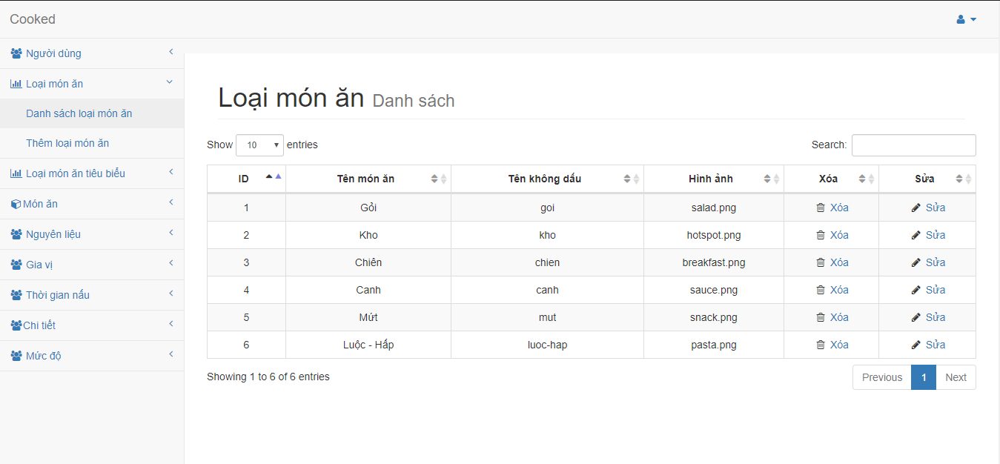 Cooked
Người dùng
Loại món ăn
Danh sách loại món ăn
Thêm loại món ăn
Loại món ăn tiêu biểu
Món ăn
Nguyên liệu
Gia vị
Thời gian nấu
Chi tiết
Mức độ
Loại món ăn Danh sách
Show 10 entries Search:
ID Tên món ăn Tên không dấu Hình ảnh Xóa Sửa
1 Gỏi goi salad.png Xóa Sửa
2 Kho kho hotspot.png Xóa Sửa
3 Chiên chien breakfast.png Xóa Sửa
4 Canh canh sauce.png Xóa Sửa
5 Mứt mut snack.png Xóa Sửa
6 Luộc - Hấp luoc-hap pasta.png Xóa Sửa
Showing 1 to 6 of 6 entries Previous 1 Next